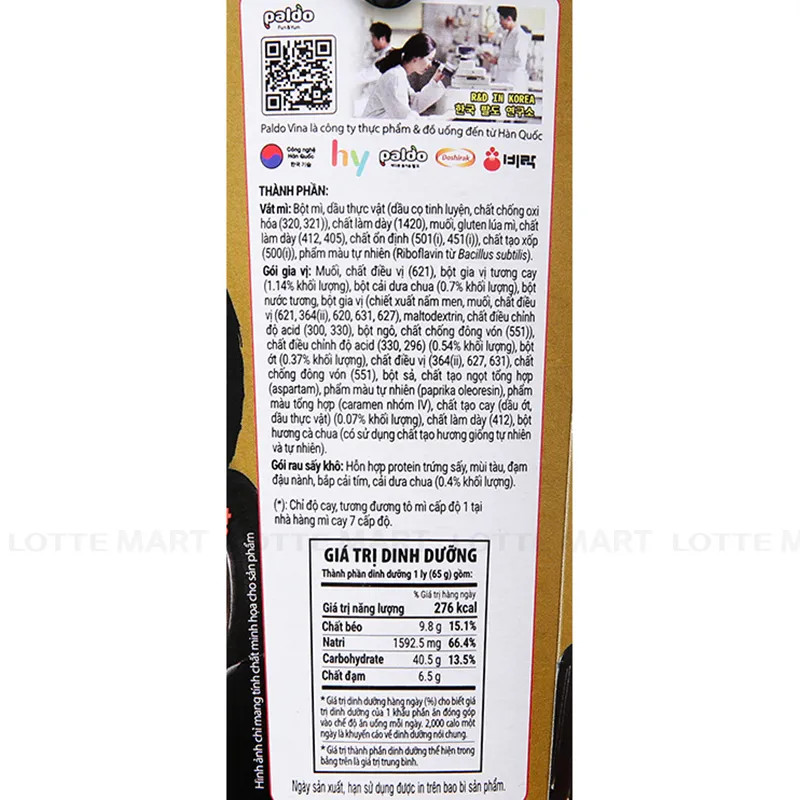 paldo
Fun & Yum
R&D IN KOREA
한국 팔도 연구소
Paldo Vina là công ty thực phẩm & đồ uống đến từ Hàn Quốc
Công nghệ
Hàn Quốc
한국 기술
hy paldo Doshirak 비락
THÀNH PHẦN:
Vắt mì: Bột mì, dầu thực vật (dầu cọ tinh luyện, chất chống oxi
hóa (320, 321)), chất làm dày (1420), muối, gluten lúa mì, chất
làm dày (412, 405), chất ổn định (501(i), 451(i)), chất tạo xốp
(500(i)), phẩm màu tự nhiên (Riboflavin từ Bacillus subtilis).
Gói gia vị: Muối, chất điều vị (621), bột gia vị tương cay
(1.14% khối lượng), bột cải dưa chua (0.7% khối lượng), bột
nước tương, bột gia vị (chiết xuất nấm men, muối, chất điều
vị (621, 364(ii), 620, 631, 627), maltodextrin, chất điều chỉnh
độ acid (300, 330), bột ngô, chất chống đông vón (551)),
chất điều chỉnh độ acid (330, 296) (0.54% khối lượng), bột
ớt (0.37% khối lượng), chất điều vị (364(ii), 627, 631), chất
chống đông vón (551), bột sả, chất tạo ngọt tổng hợp
(aspartam), phẩm màu tự nhiên (paprika oleoresin), phẩm
màu tổng hợp (caramen nhóm IV), chất tạo cay (dầu ớt,
dầu thực vật) (0.07% khối lượng), chất làm dày (412), bột
hương cà chua (có sử dụng chất tạo hương giống tự nhiên
và tự nhiên).
Gói rau sấy khô: Hỗn hợp protein trứng sấy, mùi tàu, đạm
đậu nành, bắp cải tím, cải dưa chua (0.4% khối lượng).
(*): Chỉ độ cay, tương đương tô mì cấp độ 1 tại
nhà hàng mì cay 7 cấp độ.
LOTTE MART LOTTE MART LOTTE MART
GIÁ TRỊ DINH DƯỠNG
Thành phần dinh dưỡng 1 ly (65 g) gồm:
% Giá trị hàng ngày
Giá trị năng lượng 276 kcal
Chất béo 9.8 g 15.1%
Natri 1592.5 mg 66.4%
Carbohydrate 40.5 g 13.5%
Chất đạm 6.5 g
* Giá trị dinh dưỡng hàng ngày (%) cho biết giá
trị dinh dưỡng của 1 khẩu phần ăn đóng góp
vào chế độ ăn uống mỗi ngày. 2,000 calo một
ngày là khuyến cáo về dinh dưỡng nói chung.
* Giá trị thành phần dinh dưỡng thể hiện trong
bảng trên là giá trị trung bình.
Ngày sản xuất, hạn sử dụng được in trên bao bì sản phẩm.
Hình ảnh chỉ mang tính chất minh họa cho sản phẩm